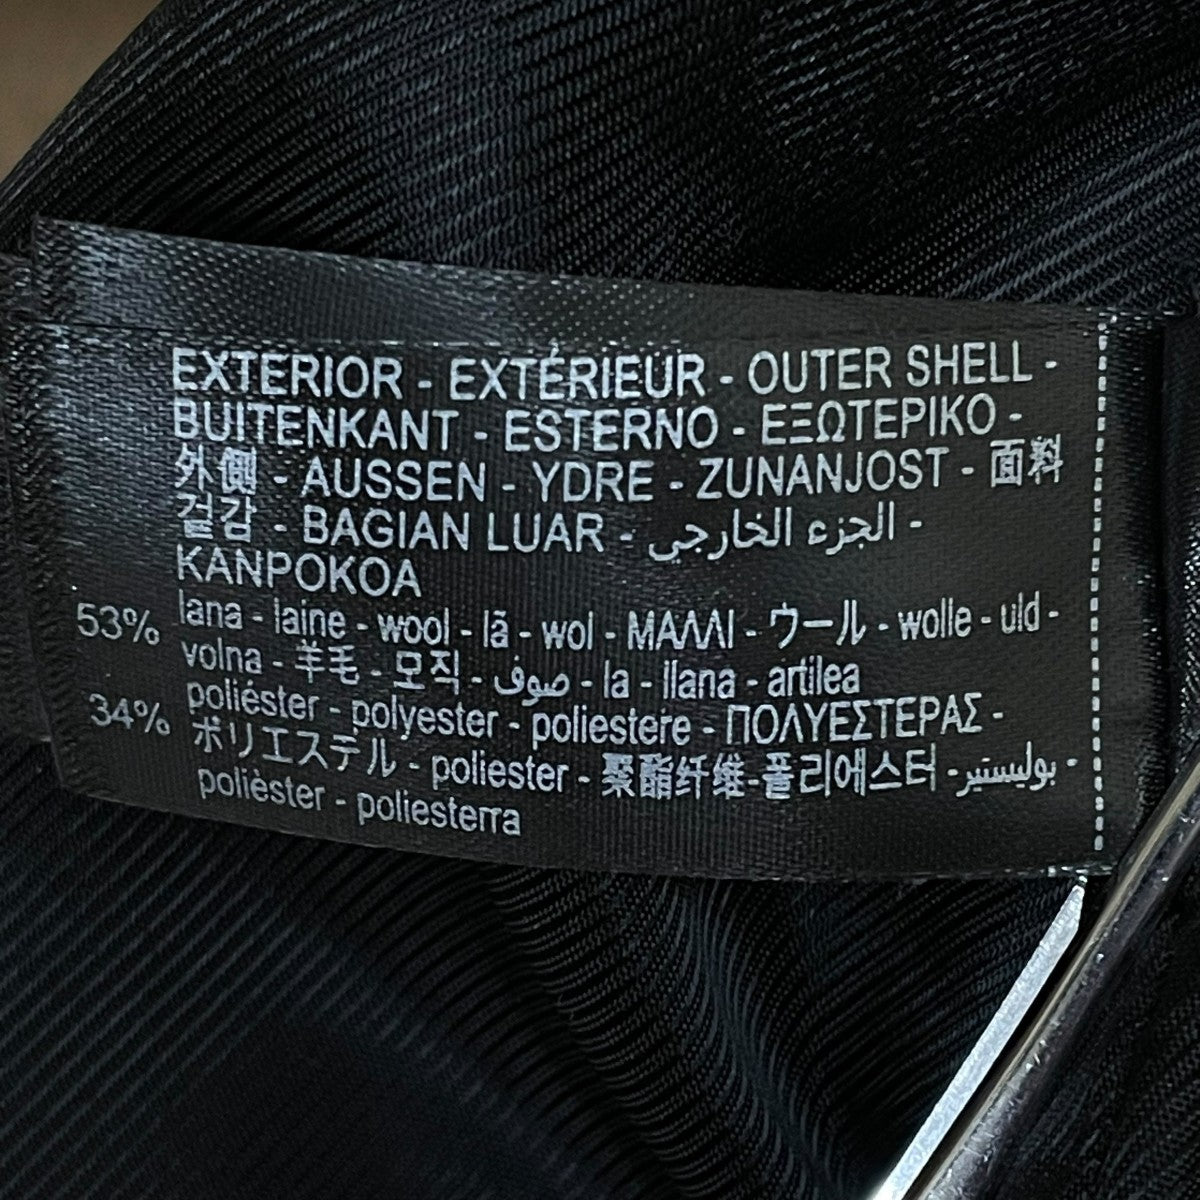 EXTERIOR - EXTÉRIEUR - OUTER SHELL -
BUITENKANT - ESTERNO - ΕΞΩΤΕΡΙΚΟ -
外側 - AUSSEN - YDRE - ZUNANJOST - 面料
겉감 - BAGIAN LUAR - الجزء الخارجي -
KANPOKOA
53% lana - laine - wool - lã - wol - ΜΑΛΛΙ - ウール - wolle - uld -
volna - 羊毛 - 모직 - صوف - la - llana - artilea
34% poliéster - polyester - poliestere - ΠΟΛΥΕΣΤΕΡΑΣ -
ポリエステル - poliester - 聚酯纤维-폴리에스터 - بوليستير -
polièster - poliesterra